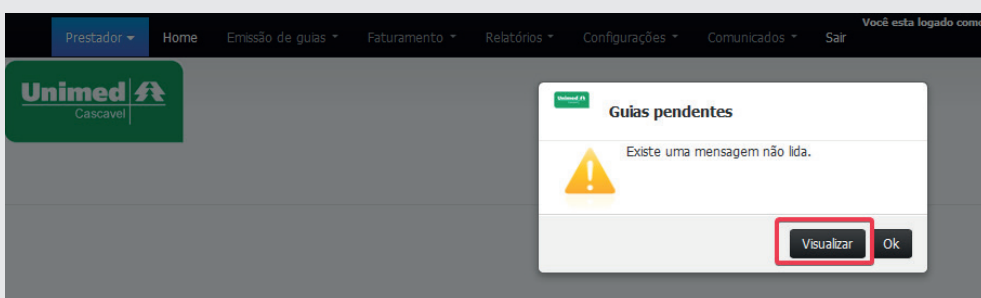 Você esta logado como
Prestador Home Emissão de guias Faturamento Relatórios Configurações Comunicados Sair
Unimed
Cascavel
Unimed
Guias pendentes
Existe uma mensagem não lida.
Visualizar Ok